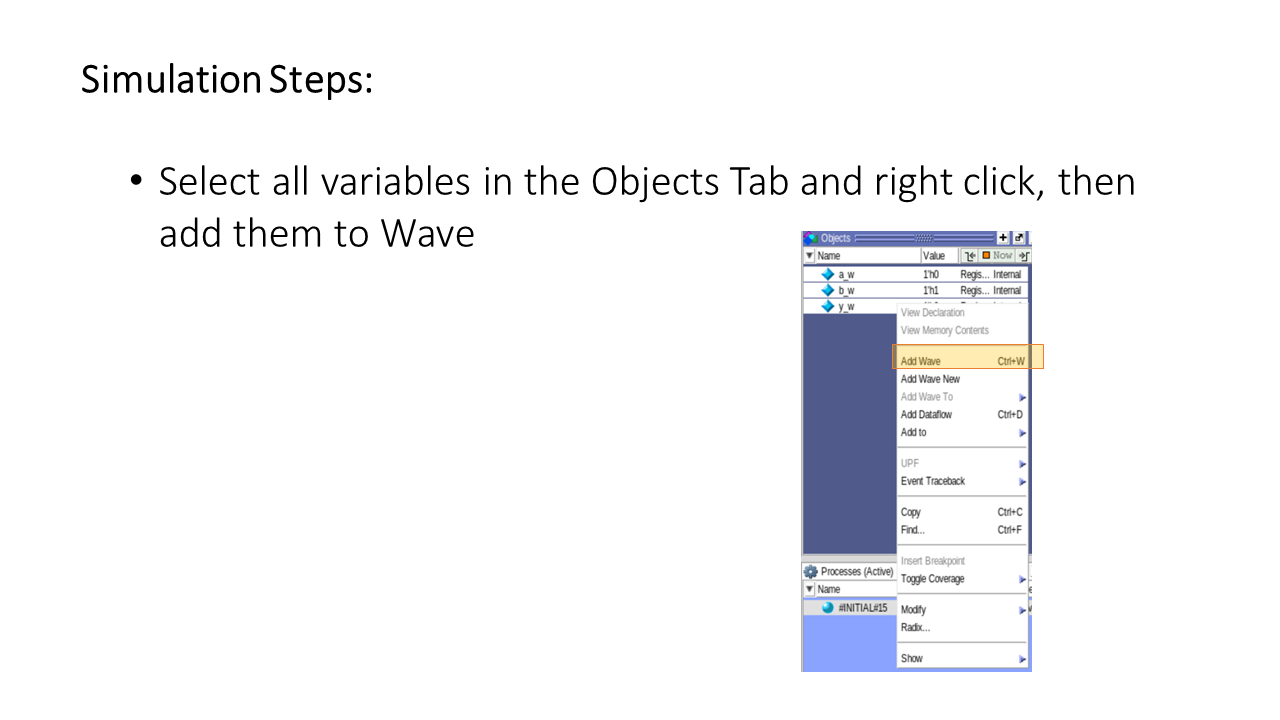 Simulation Steps:
• Select all variables in the Objects Tab and right click, then
add them to Wave
Objects
Name Value Now
a_w 1'h0 Regis... Internal
b_w 1'h1 Regis... Internal
y_w
View Declaration
View Memory Contents
Add Wave Ctrl+W
Add Wave New
Add Wave To
Add Dataflow Ctrl+D
Add to
UPF
Event Traceback
Copy Ctrl+C
Find... Ctrl+F
Insert Breakpoint
Processes (Active)
Toggle Coverage
Name
#INITIAL#15
Modify
Radix...
Show